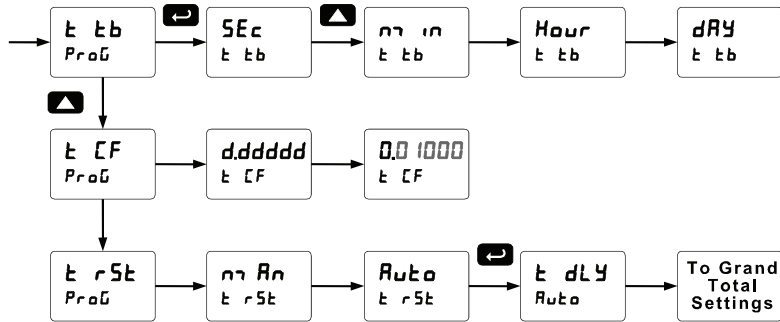 t tb
ProG
SEc
t tb
min
t tb
Hour
t tb
dAY
t tb
t CF
ProG
d.ddddd
t CF
0.01000
t CF
t rSt
ProG
mAn
t rSt
Auto
t rSt
t dLY
Auto
To Grand
Total
Settings